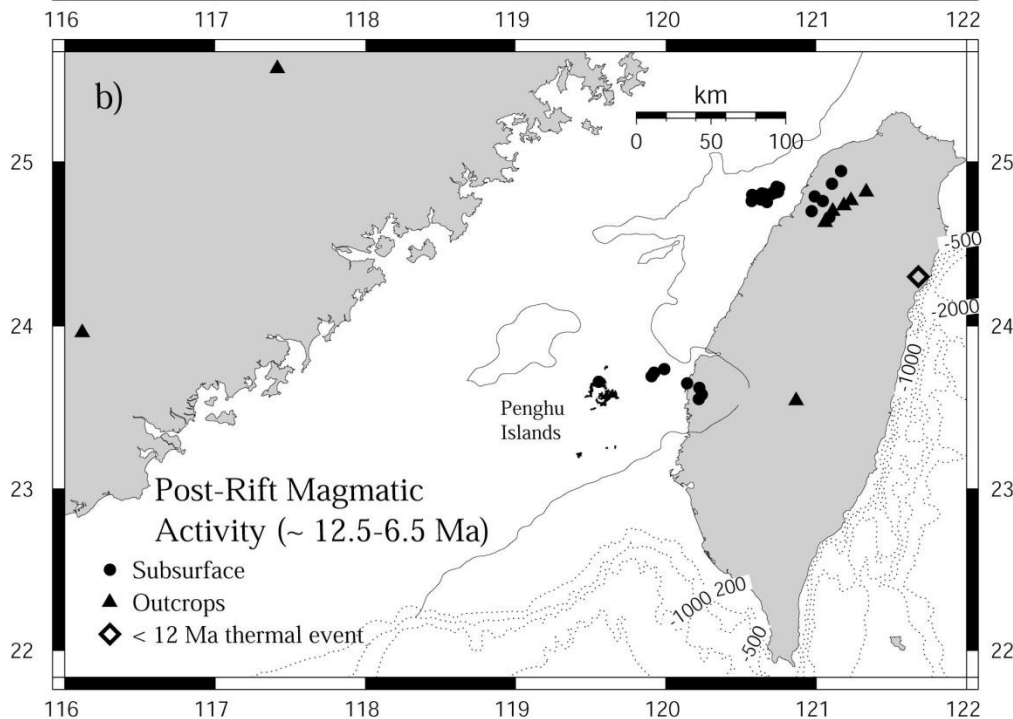 116 117 118 119 120 121 122
b)
km
0 50 100
25 25
-500
-2000
24 24
-1000
Penghu
Islands
23 23
Post-Rift Magmatic
Activity (~ 12.5-6.5 Ma)
Subsurface
Outcrops
< 12 Ma thermal event
200
-1000
-500
22 22
116 117 118 119 120 121 122